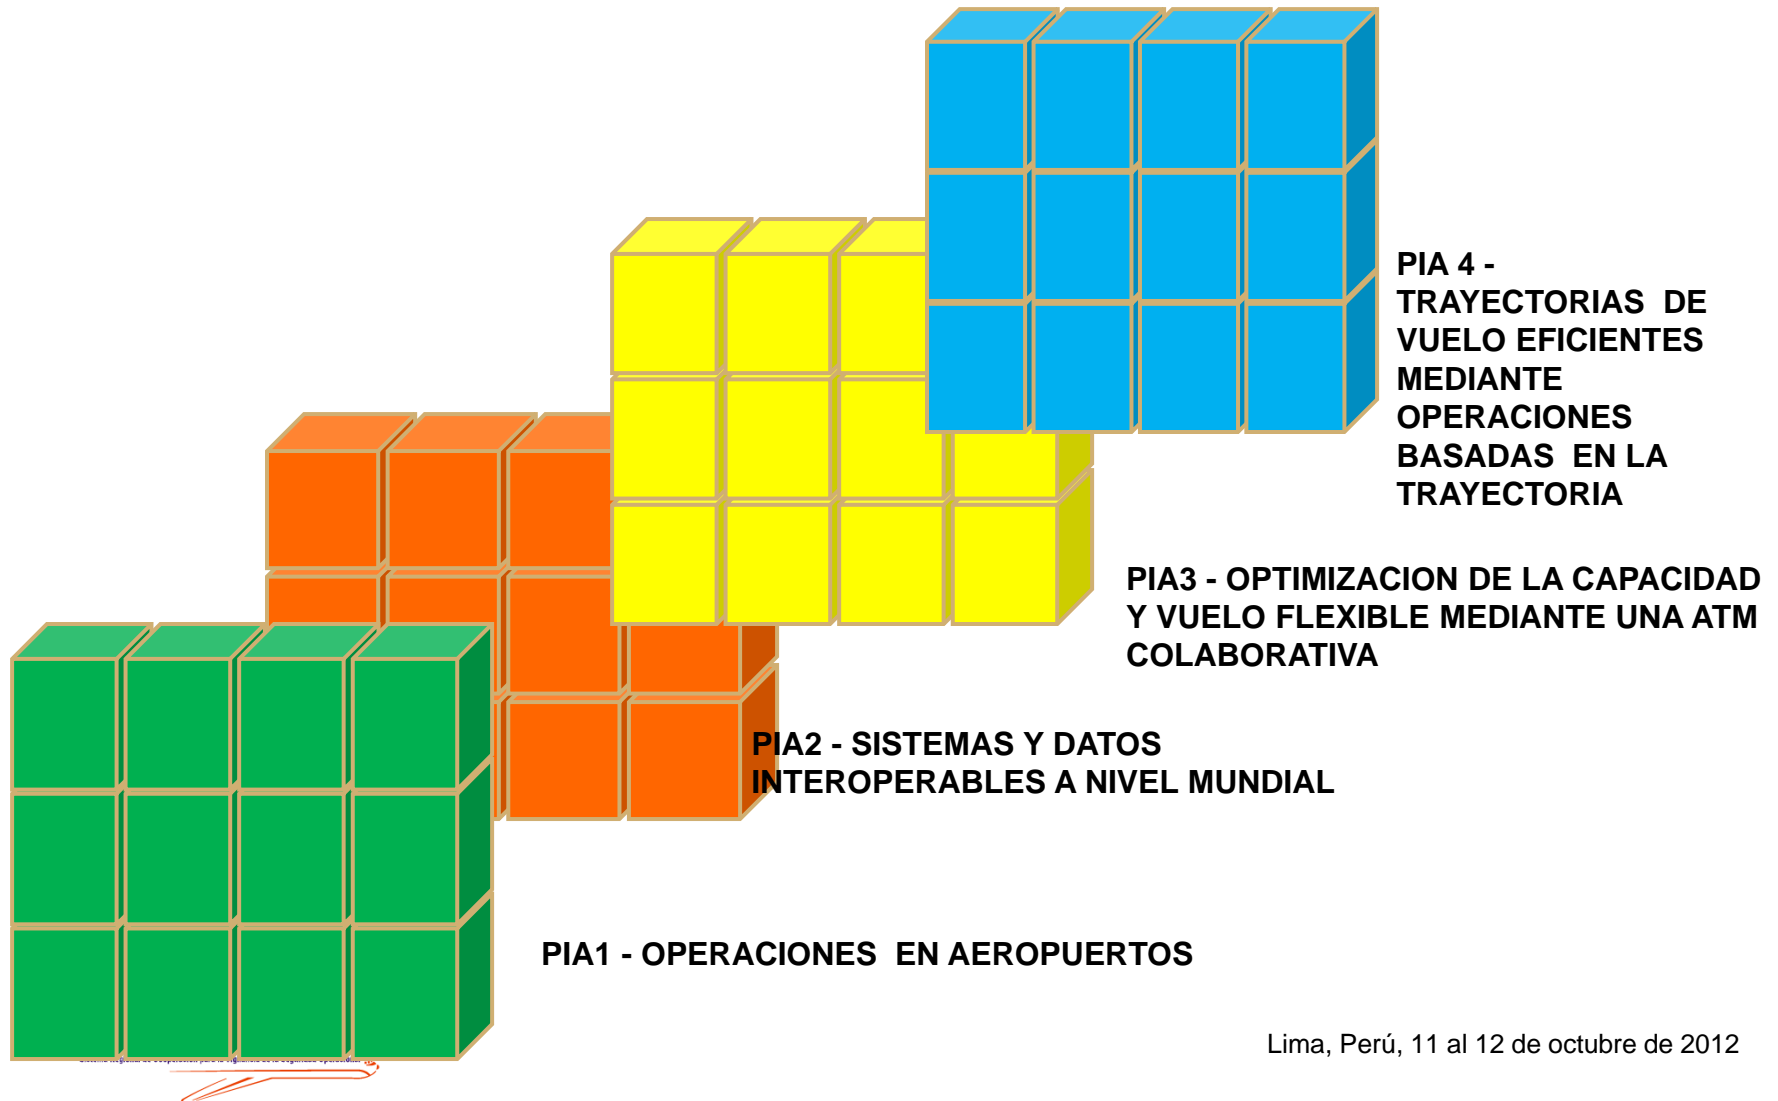 PIA 4 -
TRAYECTORIAS DE
VUELO EFICIENTES
MEDIANTE
OPERACIONES
BASADAS EN LA
TRAYECTORIA
PIA3 - OPTIMIZACION DE LA CAPACIDAD
Y VUELO FLEXIBLE MEDIANTE UNA ATM
COLABORATIVA
PIA2 - SISTEMAS Y DATOS
INTEROPERABLES A NIVEL MUNDIAL
PIA1 - OPERACIONES EN AEROPUERTOS
Lima, Perú, 11 al 12 de octubre de 2012